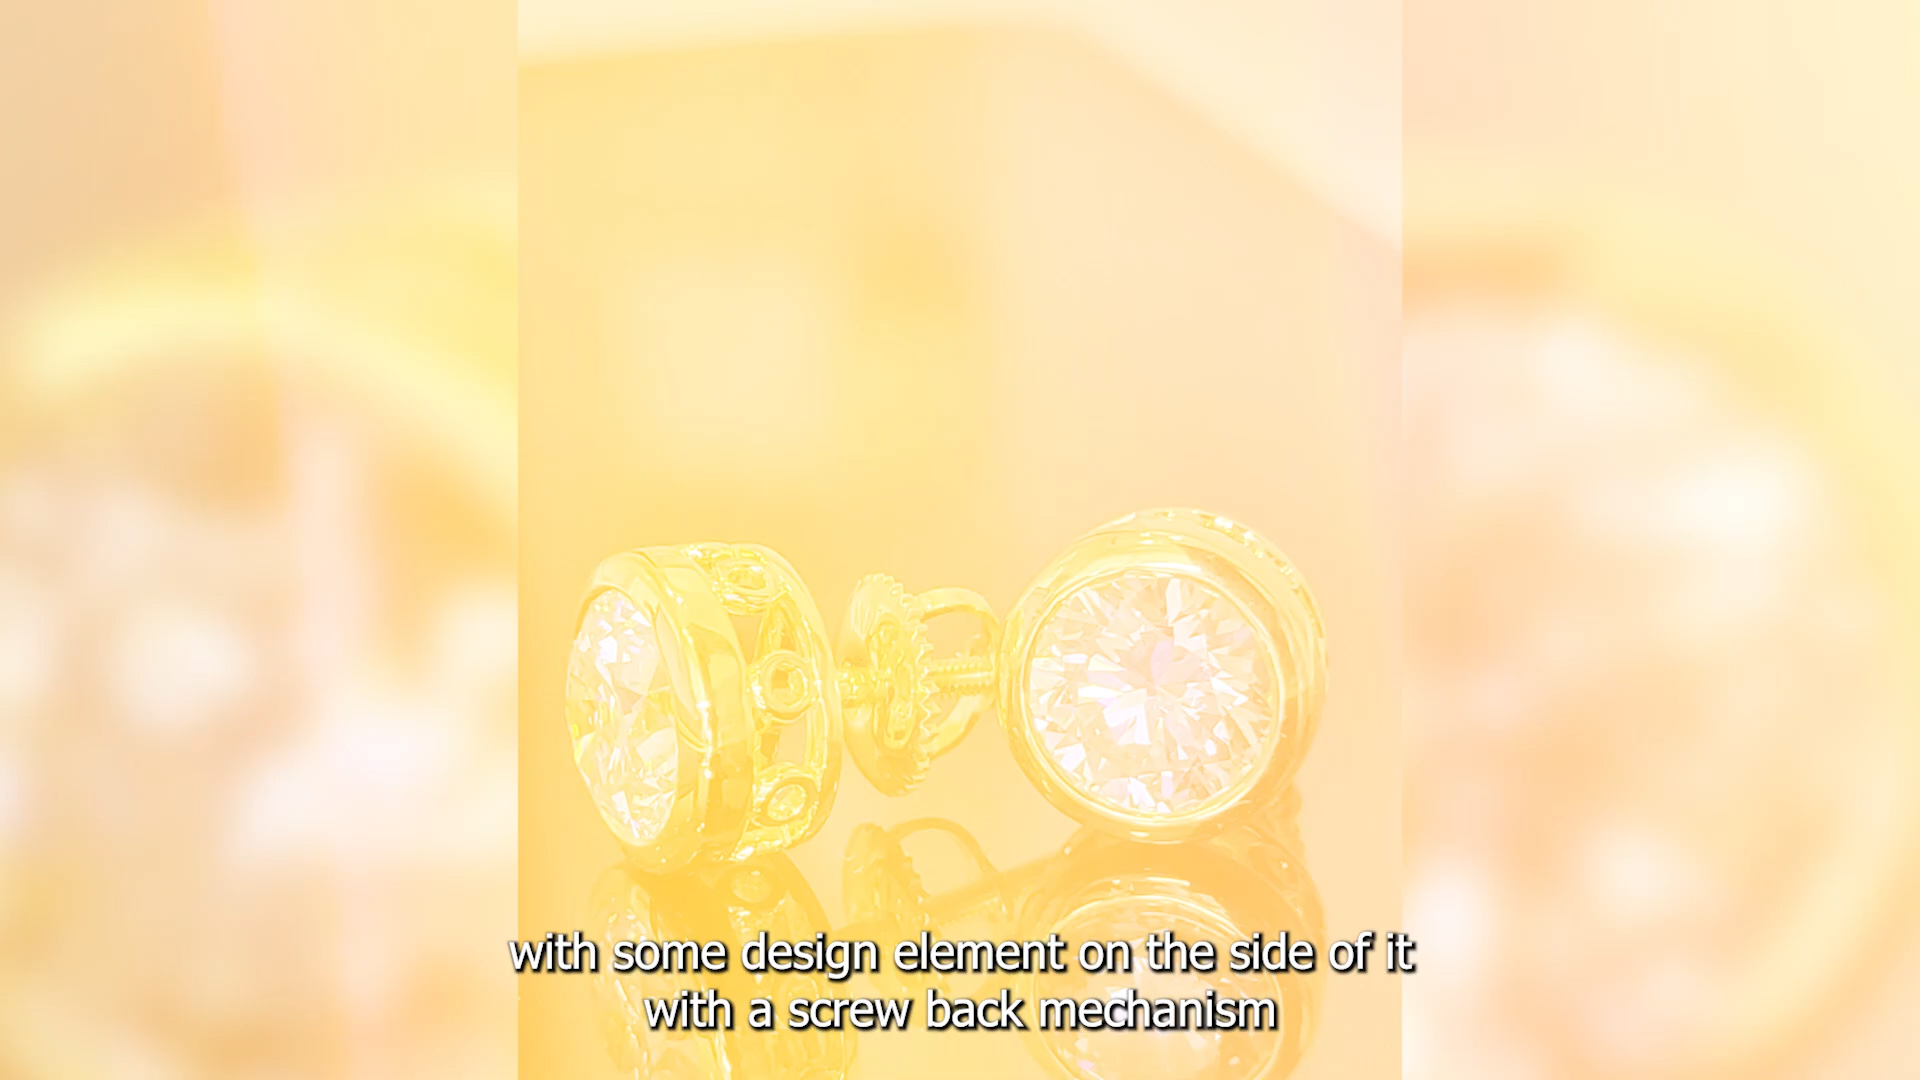 with some design element on the side of it
with a screw back mechanism